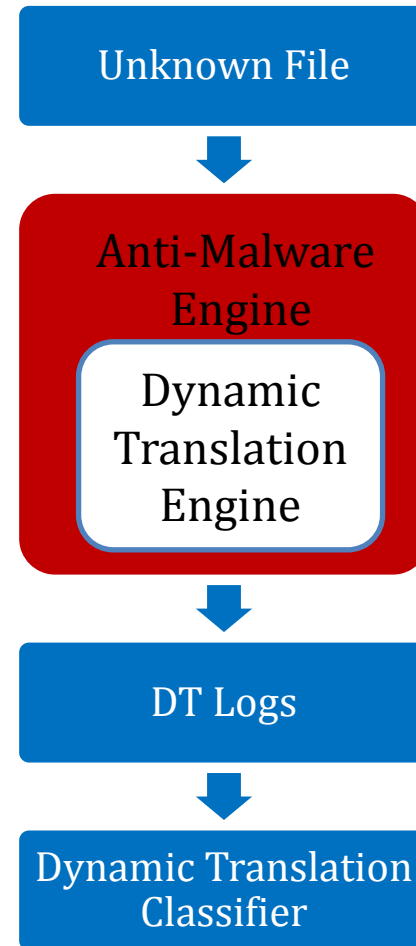 Unknown File
Anti-Malware
Engine
Dynamic
Translation
Engine
DT Logs
Dynamic Translation
Classifier